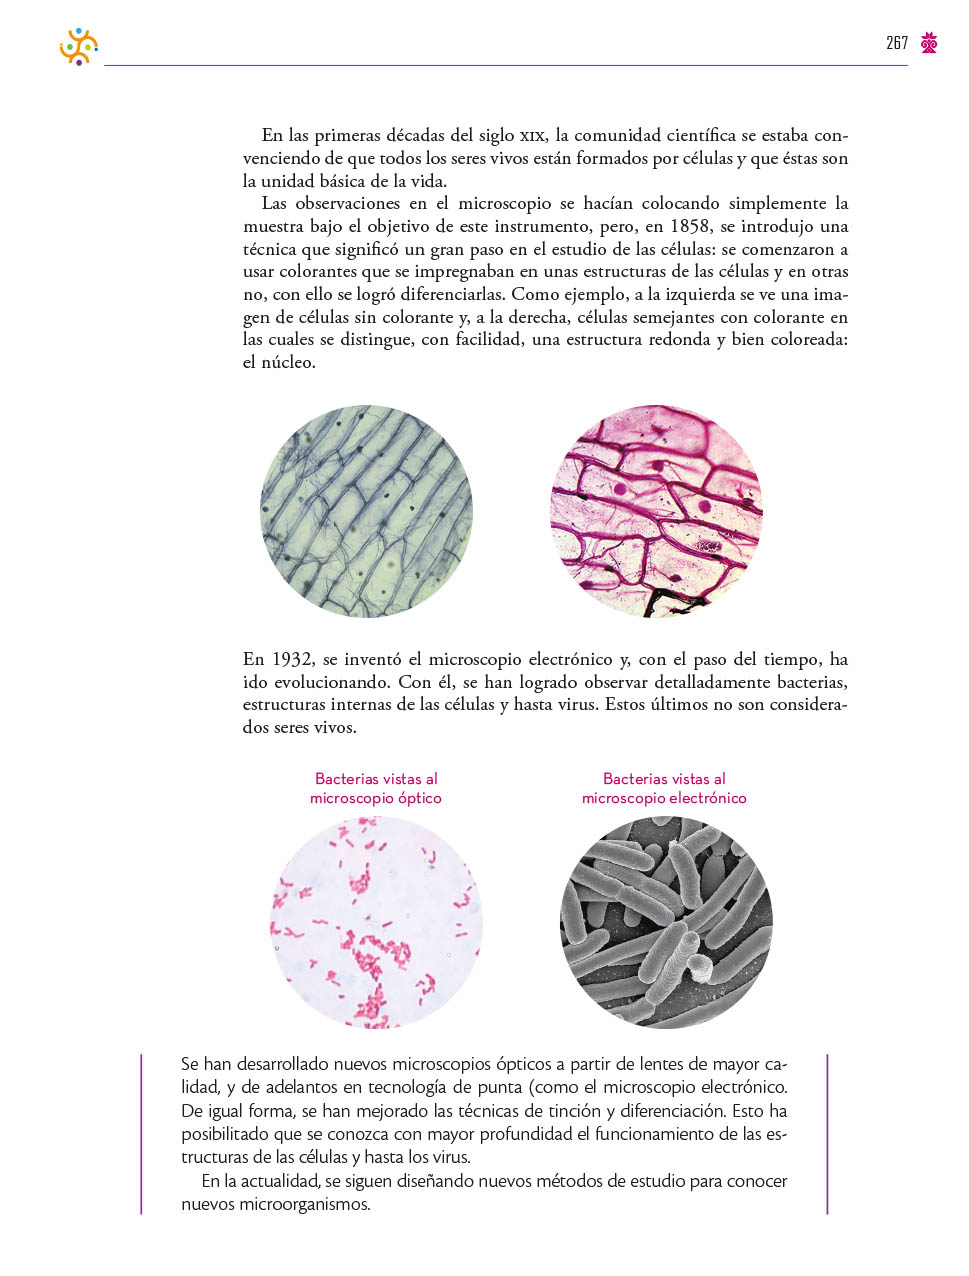 267
En las primeras décadas del siglo XIX, la comunidad científica se estaba con-
venciendo de que todos los seres vivos están formados por células y que éstas son
la unidad básica de la vida.
Las observaciones en el microscopio se hacían colocando simplemente la
muestra bajo el objetivo de este instrumento, pero, en 1858, se introdujo una
técnica que significó un gran paso en el estudio de las células: se comenzaron a
usar colorantes que se impregnaban en unas estructuras de las células y en otras
no, con ello se logró diferenciarlas. Como ejemplo, a la izquierda se ve una ima-
gen de células sin colorante y, a la derecha, células semejantes con colorante en
las cuales se distingue, con facilidad, una estructura redonda y bien coloreada:
el núcleo.
En 1932, se inventó el microscopio electrónico y, con el paso del tiempo, ha
ido evolucionando. Con él, se han logrado observar detalladamente bacterias,
estructuras internas de las células y hasta virus. Estos últimos no son considera-
dos seres vivos.
Bacterias vistas al
microscopio óptico
Bacterias vistas al
microscopio electrónico
Se han desarrollado nuevos microscopios ópticos a partir de lentes de mayor ca-
lidad, y de adelantos en tecnología de punta (como el microscopio electrónico.
De igual forma, se han mejorado las técnicas de tinción y diferenciación. Esto ha
posibilitado que se conozca con mayor profundidad el funcionamiento de las es-
tructuras de las células y hasta los virus.
En la actualidad, se siguen diseñando nuevos métodos de estudio para conocer
nuevos microorganismos.